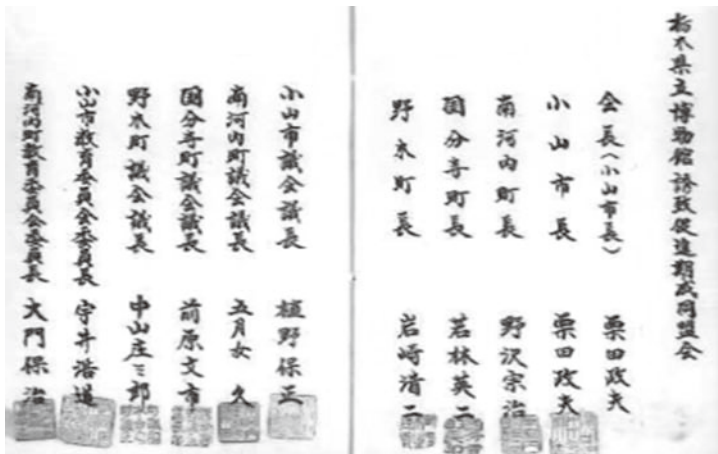 栃木県立博物館誘致促進期成同盟会
会長(小山市長) 栗田政夫
小山市長 栗田政夫
南河内町長 野沢宗治
国分寺町長 若林英二
野木町長 岩崎清二
小山市議会議長 植野保正
南河内町議会議長 五月女久
国分寺町議会議長 前原文市
野木町議会議長 中山庄三郎
小山市教育委員会委員長 宇井浩道
南河内町教育委員会委員長 大門保治